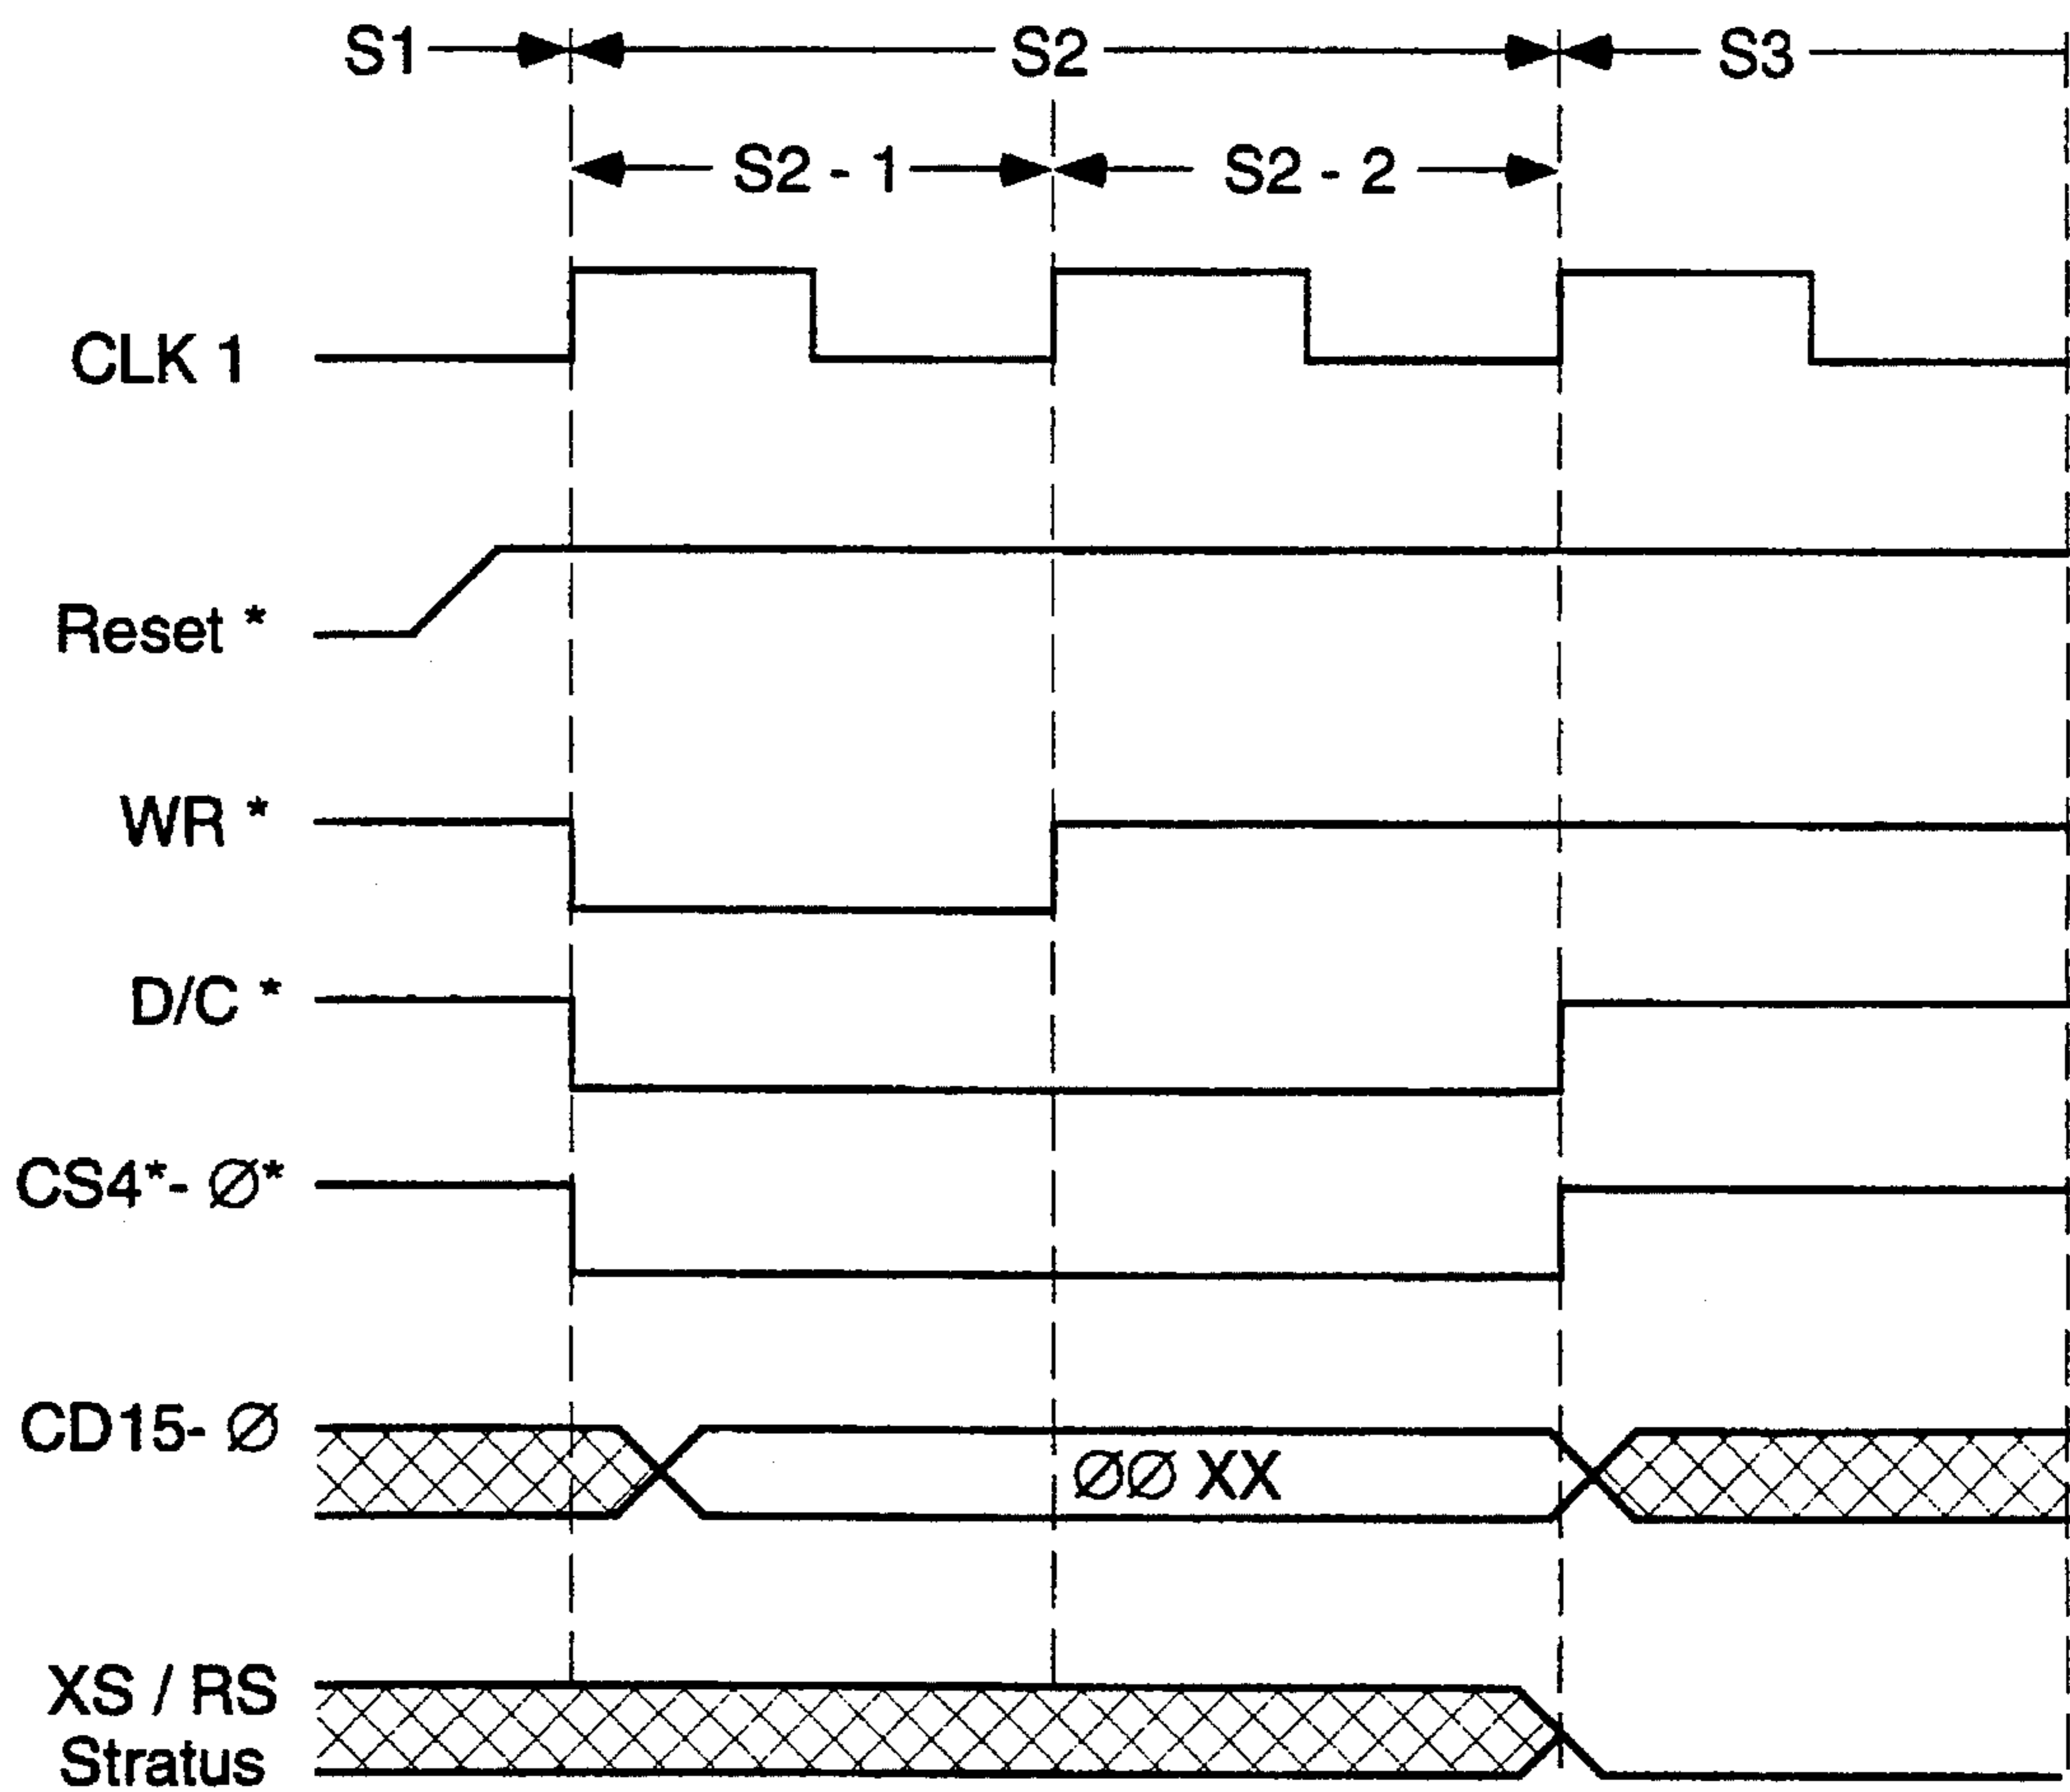 S1 S2 S3
S2 - 1 S2 - 2
CLK 1
Reset *
WR *
D/C *
CS4*- Ø*
CD15- Ø
ØØ XX
XS / RS
Stratus